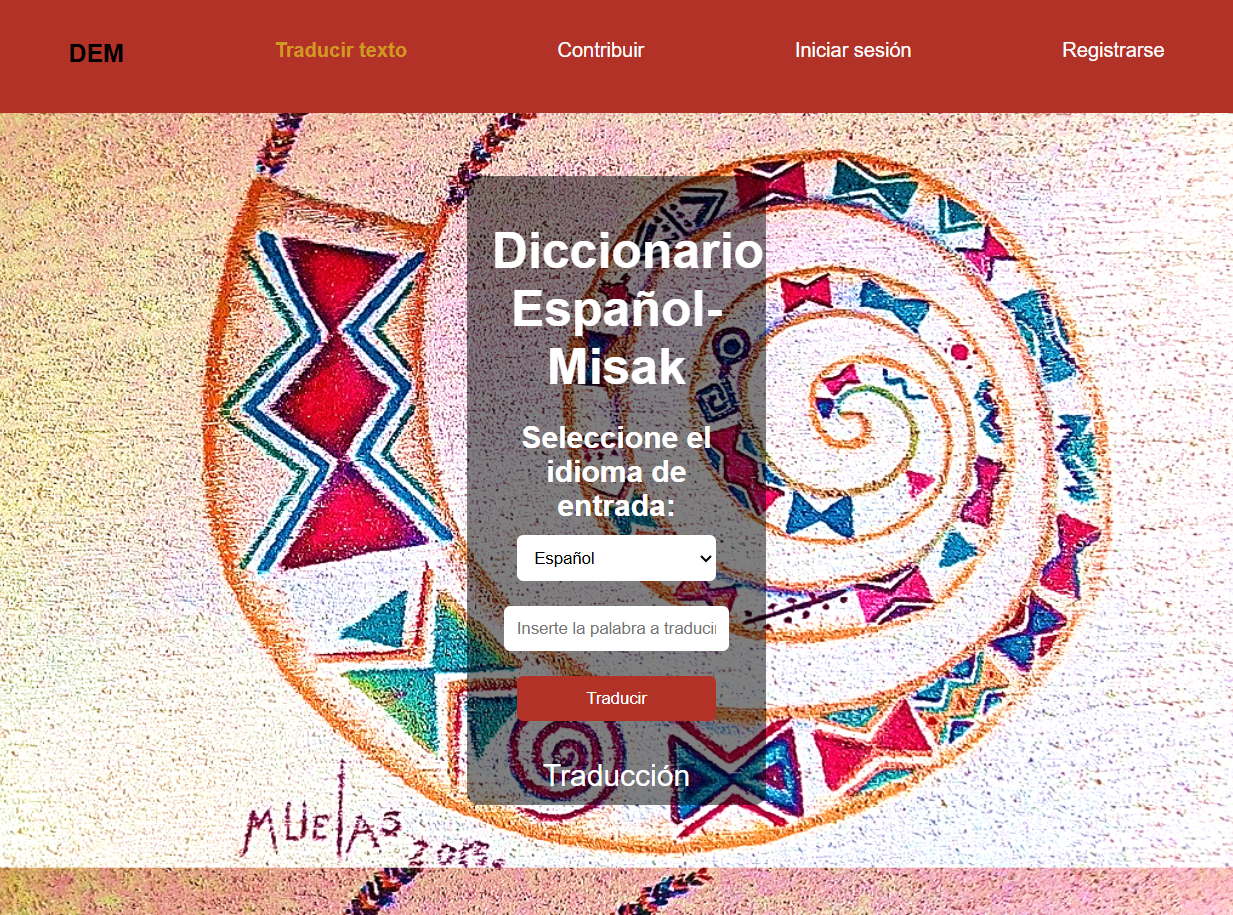 DEM
Traducir texto
Contribuir
Iniciar sesión
Registrarse
Diccionario
Español-
Misak
Seleccione el
idioma de
entrada:
Español
Inserte la palabra a traducir
Traducir
Traducción
MUELAS
2013.